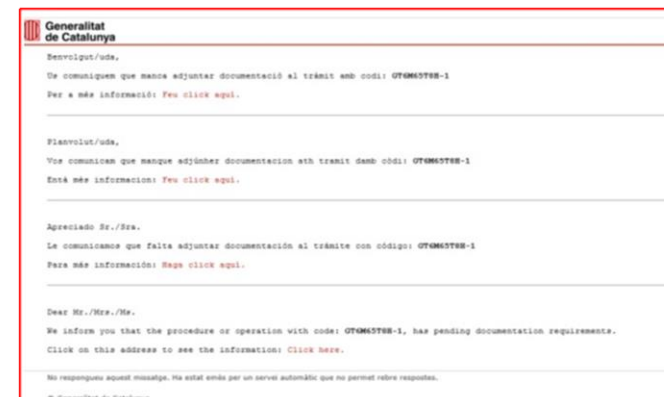 Generalitat
de Catalunya
Benvolgut/uda,
Us comuniquem que manca adjuntar documentació al tràmit amb codi: GT6M65T8H-1
Per a més informació: Feu click aquí.
Planvolut/uda,
Vos comunicam que manque adjúnher documentacion ath tramit damb còdi: GT6M65T8H-1
Entà mès informacion: Feu click aquí.
Apreciado Sr./Sra.
Le comunicamos que falta adjuntar documentación al trámite con código: GT6M65T8H-1
Para más información: Haga click aquí.
Dear Mr./Mrs./Ms.
We inform you that the procedure or operation with code: GT6M65T8H-1, has pending documentation requirements.
Click on this address to see the information: Click here.
No respongueu aquest missatge. Ha estat emès per un servei automàtic que no permet rebre respostes.
© Generalitat de Catalunya